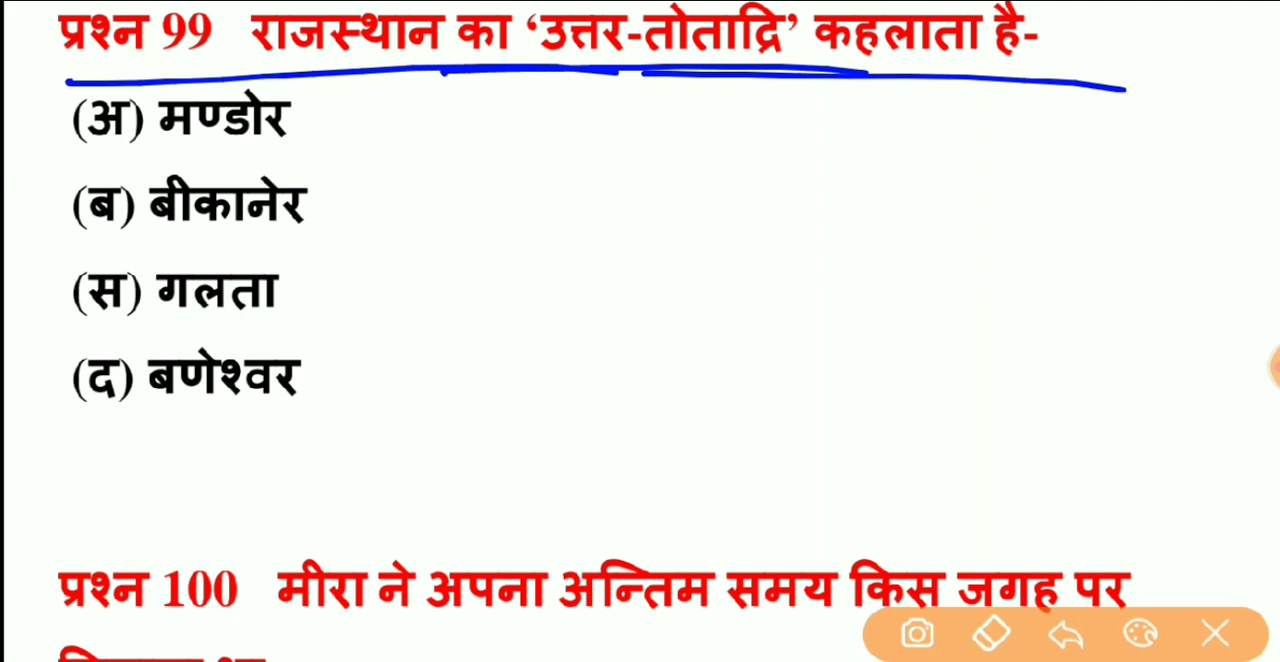 प्रश्न 99 राजस्थान का ‘उत्तर-तोताद्रि’ कहलाता है-
(अ) मण्डोर
(ब) बीकानेर
(स) गलता
(द) बणेश्वर
प्रश्न 100 मीरा ने अपना अन्तिम समय किस जगह पर